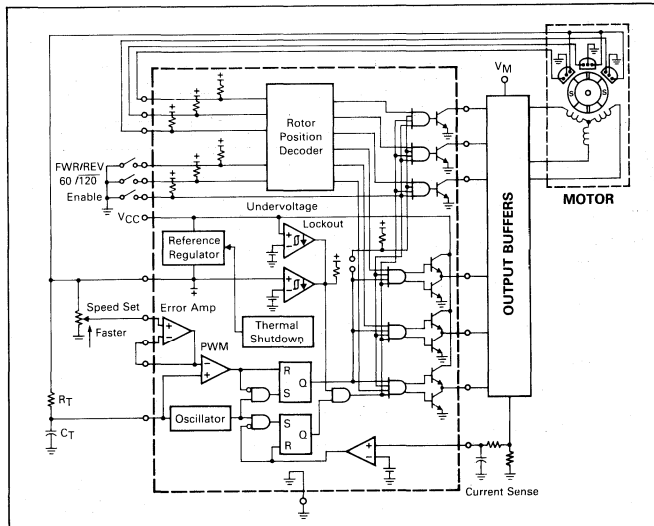 V_M
MOTOR
S
S
Rotor
Position
Decoder
FWR/REV
60 /120
Enable
V_CC
Undervoltage
Lockout
Reference
Regulator
Thermal
Shutdown
Speed Set
Faster
Error Amp
PWM
R
S
Q
S
R
Q
Oscillator
R_T
C_T
OUTPUT BUFFERS
Current Sense